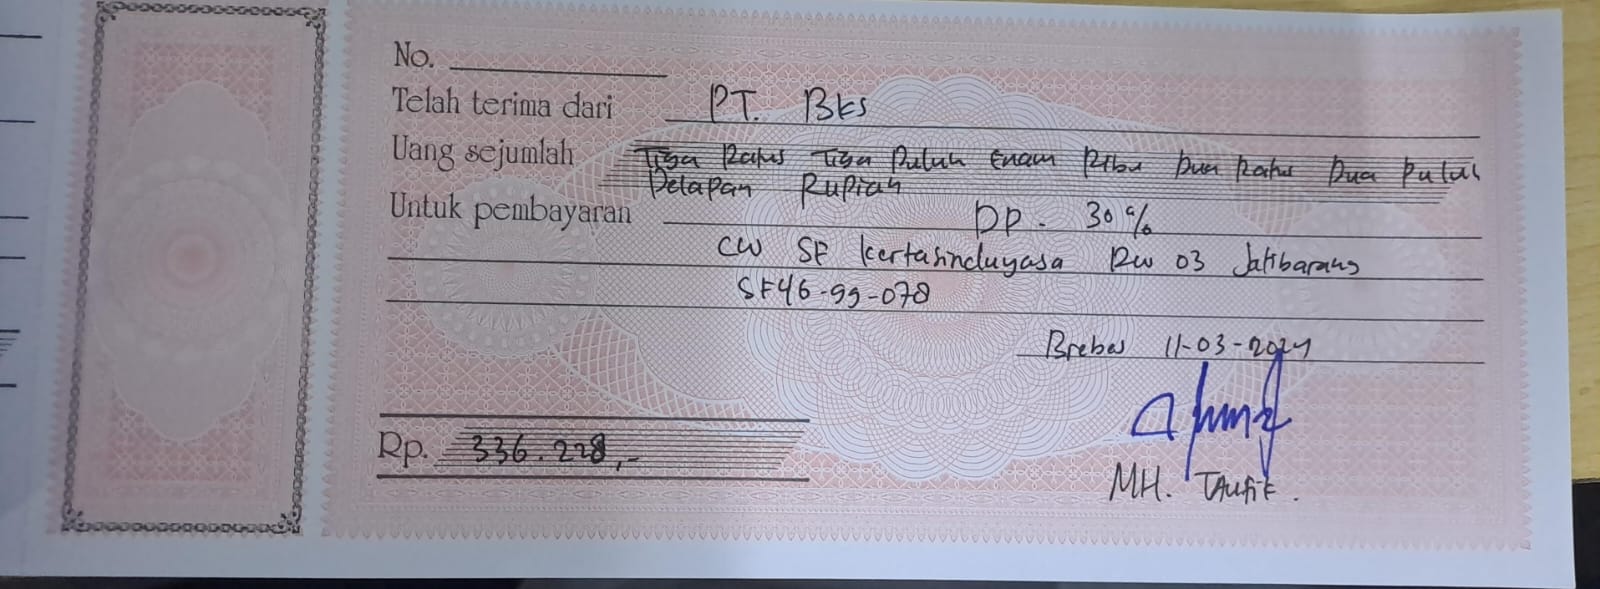 No.
Telah terima dari PT. Bks
Uang sejumlah Tiga Ratus Tiga Puluh Enam Ribu Dua Ratus Dua Puluh
Delapan Rupiah
Untuk pembayaran DP. 30%
CW SF Kertasinduyasa RW 03 Jatibarang
SF46-99-078
Brebes 11-03-2024
Rp. 336.228,-
MH. TAufik.